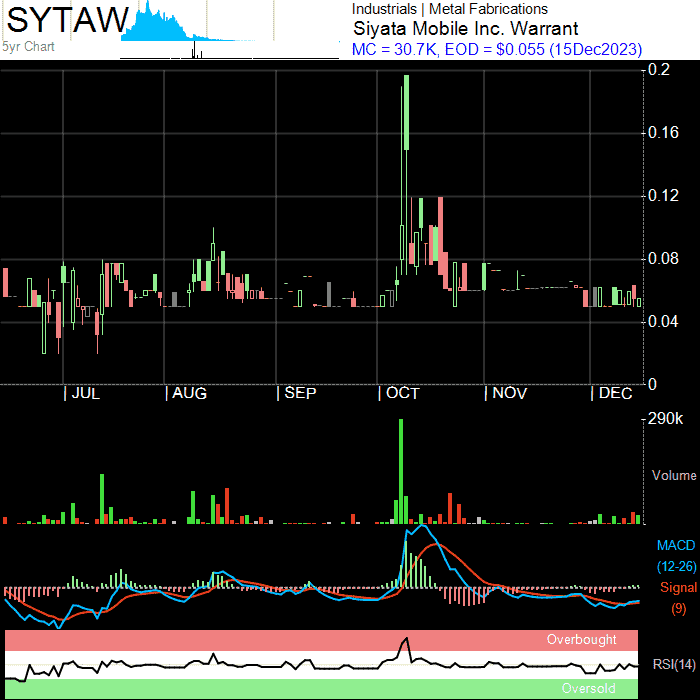 SYTAW
5yr Chart
Industrials | Metal Fabrications
Siyata Mobile Inc. Warrant
MC = 30.7K, EOD = $0.055 (15Dec2023)
0.2
0.16
0.12
0.08
0.04
0
JUL AUG SEP OCT NOV DEC
290k
Volume
MACD
(12-26)
Signal
(9)
Overbought
RSI(14)
Oversold